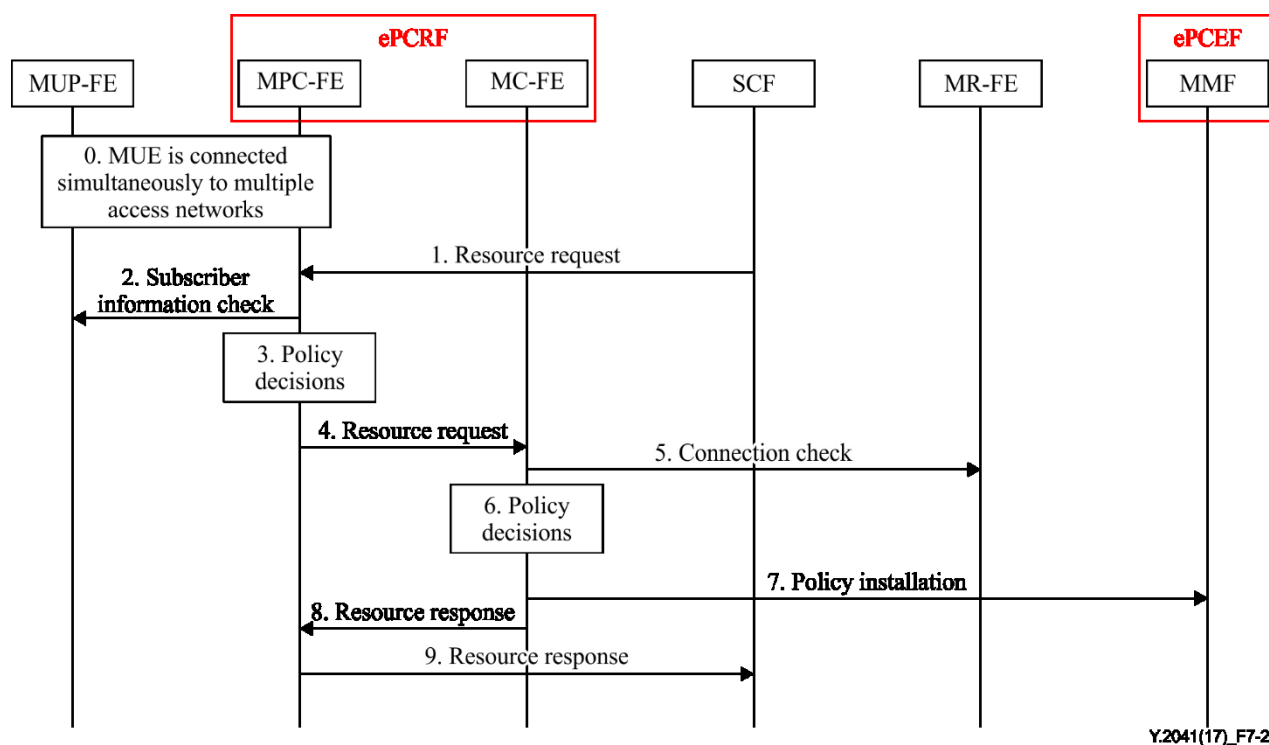 ePCRF
ePCEF
MUP-FE
MPC-FE
MC-FE
SCF
MR-FE
MMF
0. MUE is connected
simultaneously to multiple
access networks
1. Resource request
2. Subscriber
information check
3. Policy
decisions
4. Resource request
5. Connection check
6. Policy
decisions
7. Policy installation
8. Resource response
9. Resource response
Y.2041(17)_F7-2